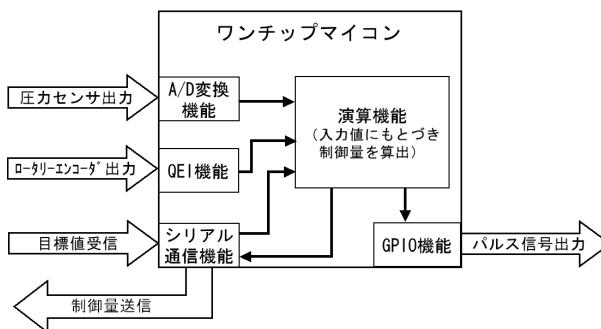 ワンチップマイコン
圧力センサ出力
A/D変換
機能
演算機能
(入力値にもとづき
制御量を算出)
ロータリーエンコーダ出力
QEI機能
目標値受信
シリアル
通信機能
GPIO機能
パルス信号出力
制御量送信